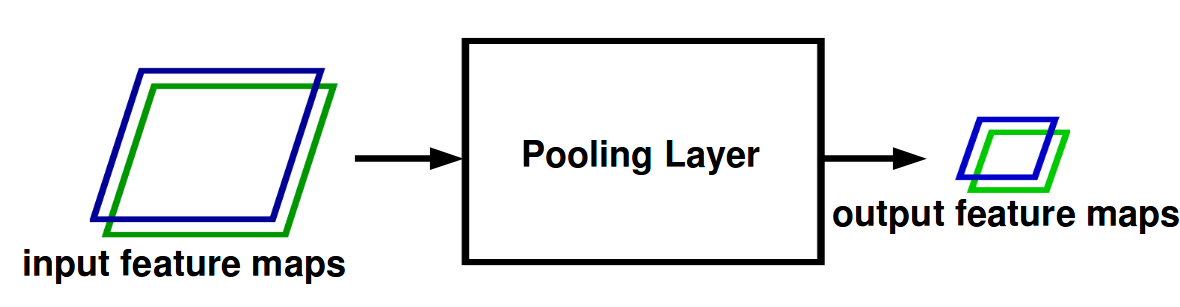 Pooling Layer
output feature maps
input feature maps